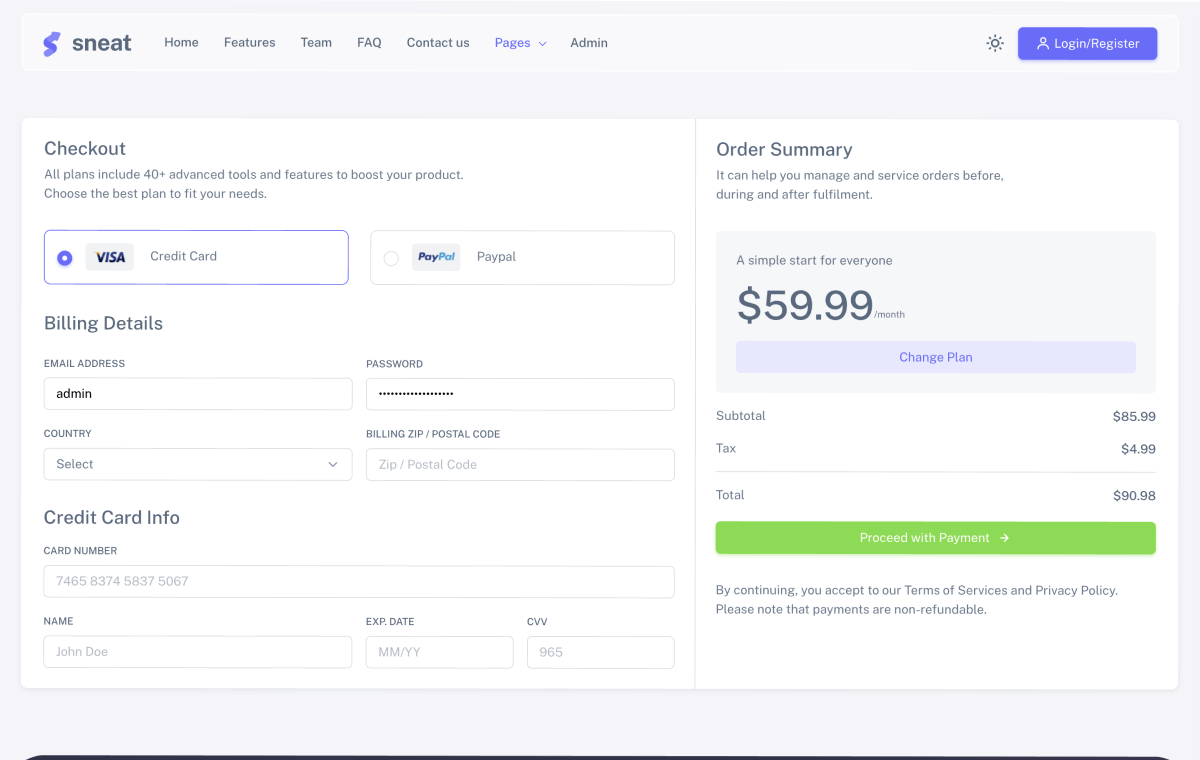 sneat
Home
Features
Team
FAQ
Contact us
Pages
Admin
Login/Register
Checkout
All plans include 40+ advanced tools and features to boost your product.
Choose the best plan to fit your needs.
VISA
Credit Card
PayPal
Paypal
Billing Details
EMAIL ADDRESS
PASSWORD
admin
•••••••••••••••••••
COUNTRY
BILLING ZIP / POSTAL CODE
Select
Zip / Postal Code
Credit Card Info
CARD NUMBER
7465 8374 5837 5067
NAME
EXP. DATE
CVV
John Doe
MM/YY
965
Order Summary
It can help you manage and service orders before,
during and after fulfilment.
A simple start for everyone
$59.99/month
Change Plan
Subtotal
$85.99
Tax
$4.99
Total
$90.98
Proceed with Payment →
By continuing, you accept to our Terms of Services and Privacy Policy.
Please note that payments are non-refundable.